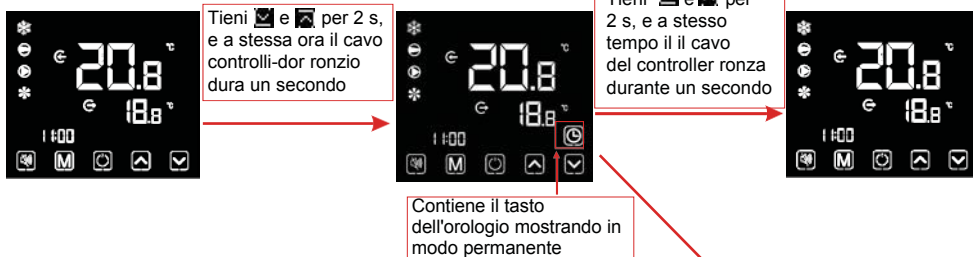 Tieni e per 2 s,
e a stessa ora il cavo
controlli-dor ronzio
dura un secondo
Tieni e per
2 s, e a stesso
tempo il il cavo
del controller ronza
durante un secondo
20.8 °C
18.8 °C
11:00
M
20.8 °C
18.8 °C
11:00
M
20.8 °C
18.8 °C
11:00
M
Contiene il tasto
dell'orologio mostrando in
modo permanente